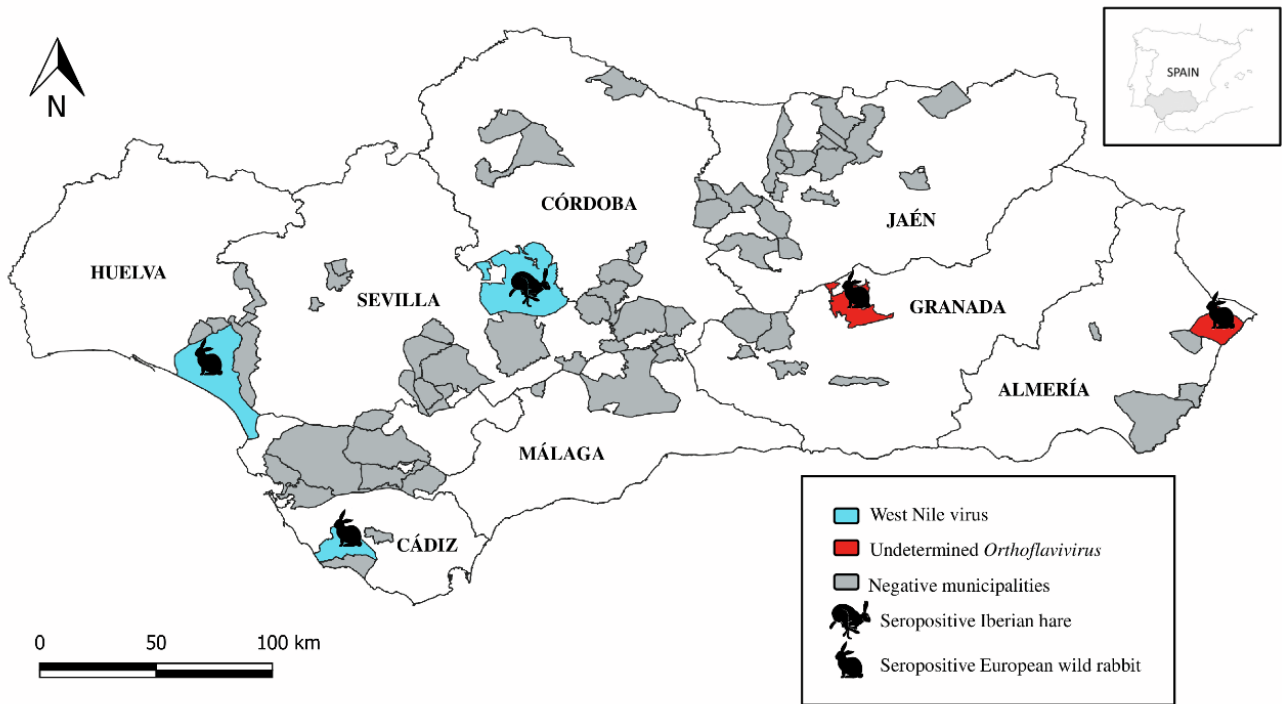 SPAIN
N
CÓRDOBA
JAÉN
HUELVA
SEVILLA
GRANADA
ALMERÍA
MÁLAGA
CÁDIZ
West Nile virus
Undetermined Orthoflavivirus
Negative municipalities
Seropositive Iberian hare
Seropositive European wild rabbit
0 50 100 km